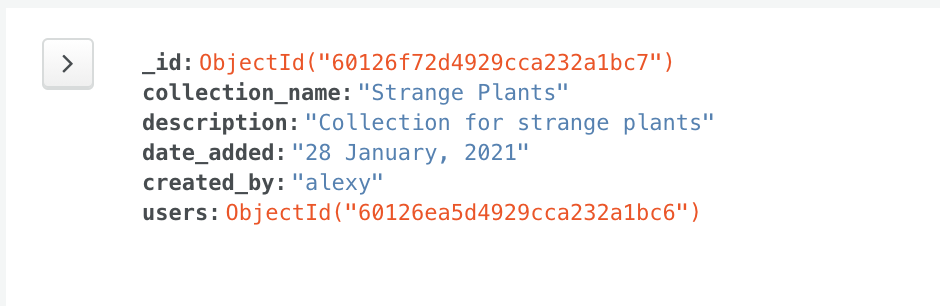 _id: ObjectId("60126f72d4929cca232a1bc7")
collection_name: "Strange Plants"
description: "Collection for strange plants"
date_added: "28 January, 2021"
created_by: "alexy"
users: ObjectId("60126ea5d4929cca232a1bc6")